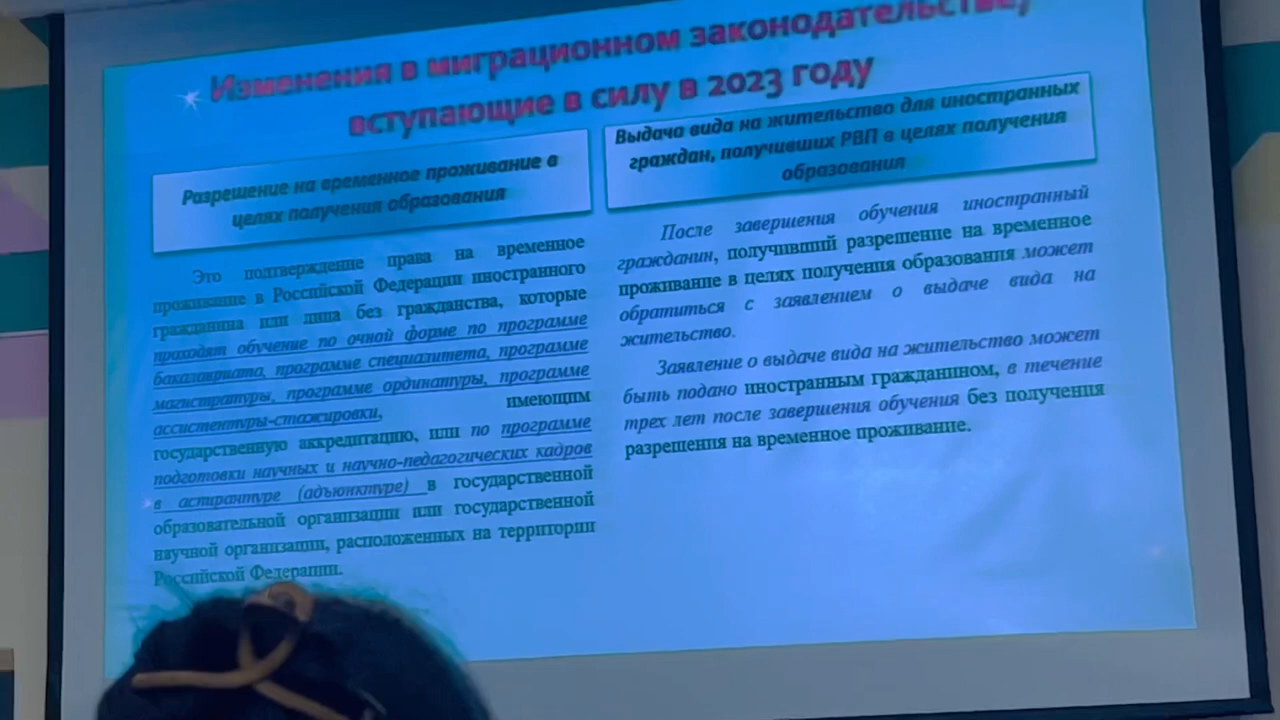 Изменения в миграционном законодательстве,
вступающие в силу в 2023 году
Разрешение на временное проживание в
целях получения образования
Это подтверждение права на временное
проживание в Российской Федерации иностранного
гражданина или лица без гражданства, которые
проходят обучение по очной форме по программе
бакалавриата, программе специалитета, программе
магистратуры, программе ординатуры, программе
ассистентуры-стажировки, имеющим
государственную аккредитацию, или по программе
подготовки научных и научно-педагогических кадров
в аспирантуре (адъюнктуре) в государственной
образовательной организации или государственной
научной организации, расположенных на территории
Российской Федерации.
Выдача вида на жительство для иностранных
граждан, получивших РВП в целях получения
образования
После завершения обучения иностранный
гражданин, получивший разрешение на временное
проживание в целях получения образования может
обратиться с заявлением о выдаче вида на
жительство.
Заявление о выдаче вида на жительство может
быть подано иностранным гражданином, в течение
трех лет после завершения обучения без получения
разрешения на временное проживание.